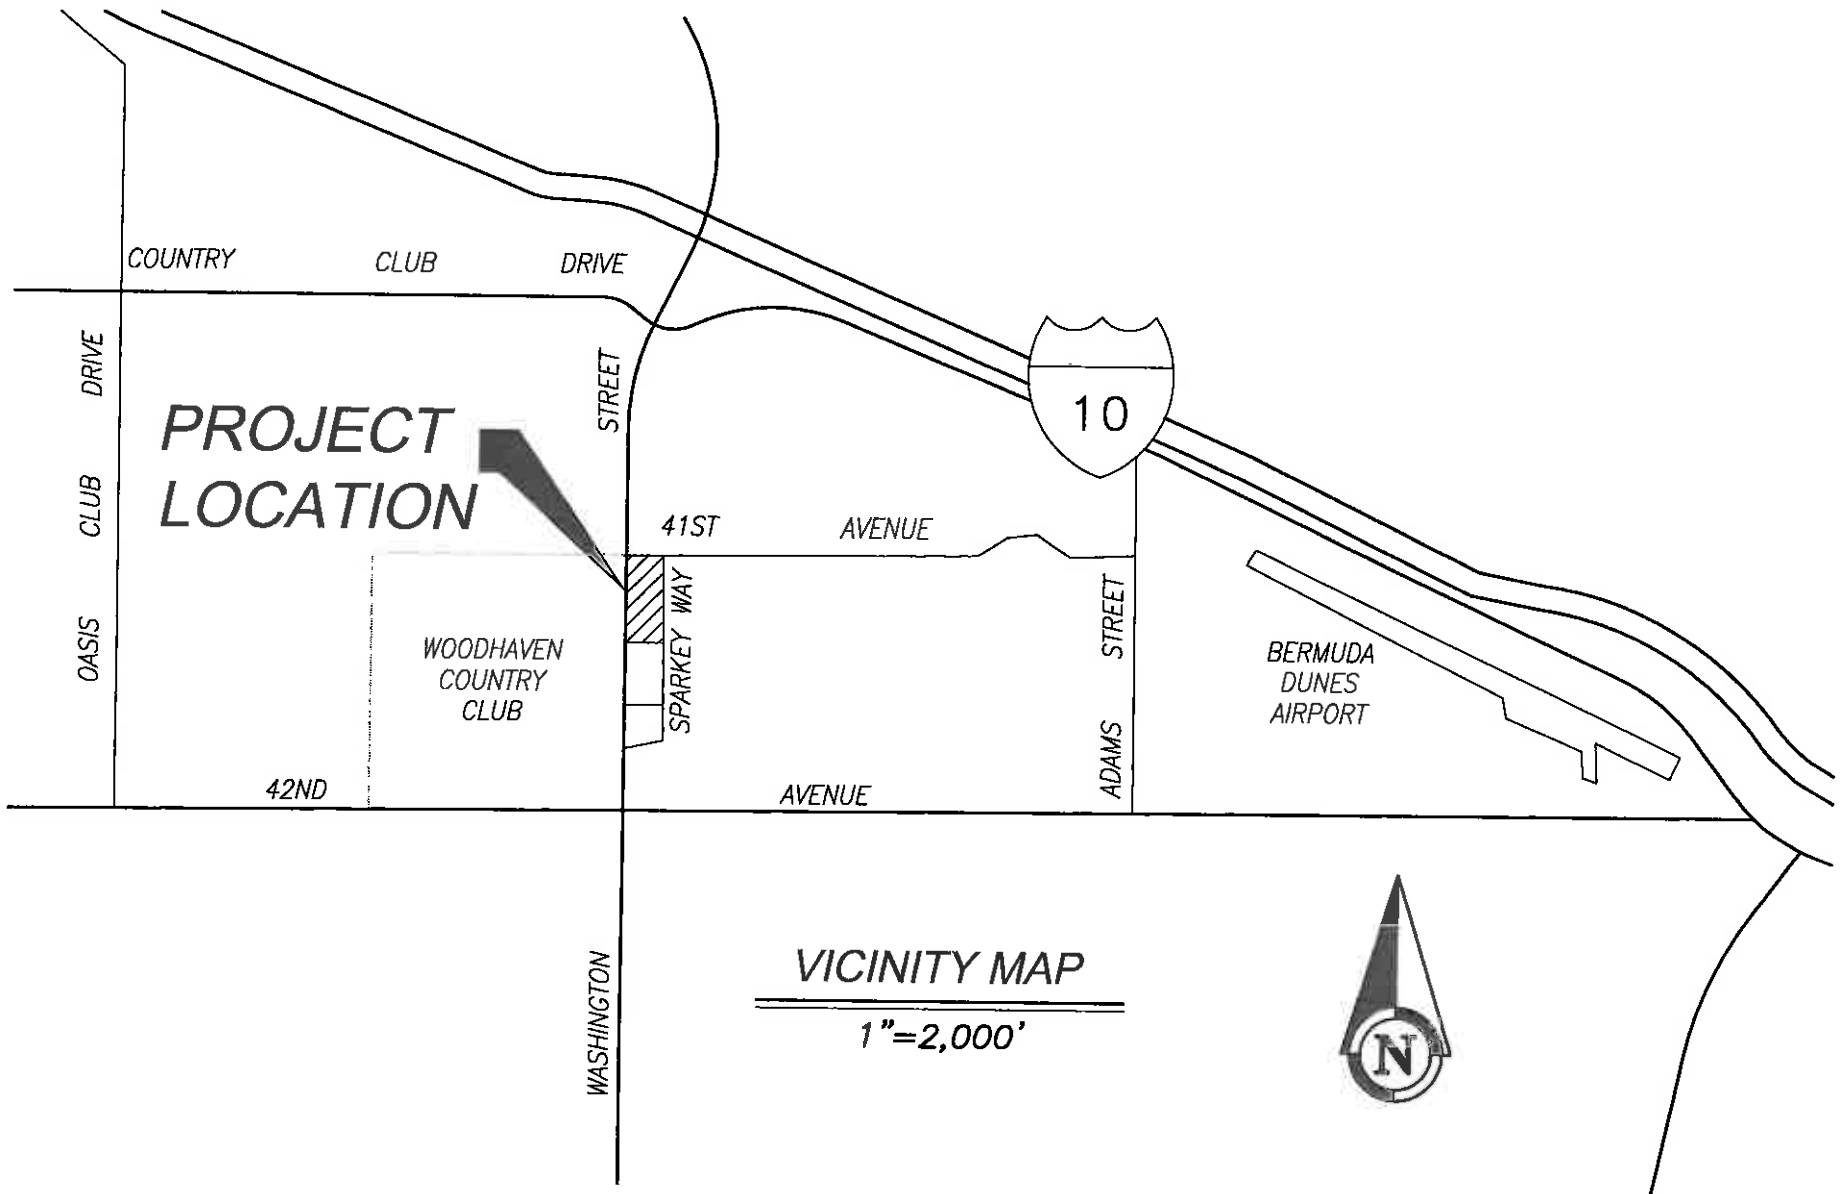 COUNTRY CLUB DRIVE
OASIS CLUB DRIVE
PROJECT
LOCATION
WASHINGTON STREET
10
41ST AVENUE
SPARKEY WAY
WOODHAVEN
COUNTRY
CLUB
ADAMS STREET
BERMUDA
DUNES
AIRPORT
42ND AVENUE
VICINITY MAP
1"=2,000'
N